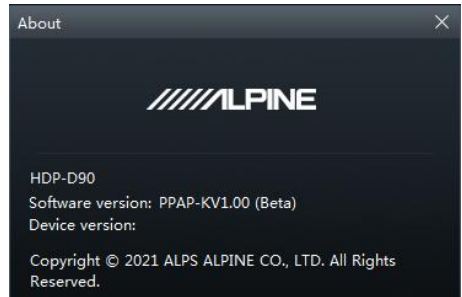 About
ALPINE
HDP-D90
Software version: PPAP-KV1.00 (Beta)
Device version:
Copyright © 2021 ALPS ALPINE CO., LTD. All Rights
Reserved.